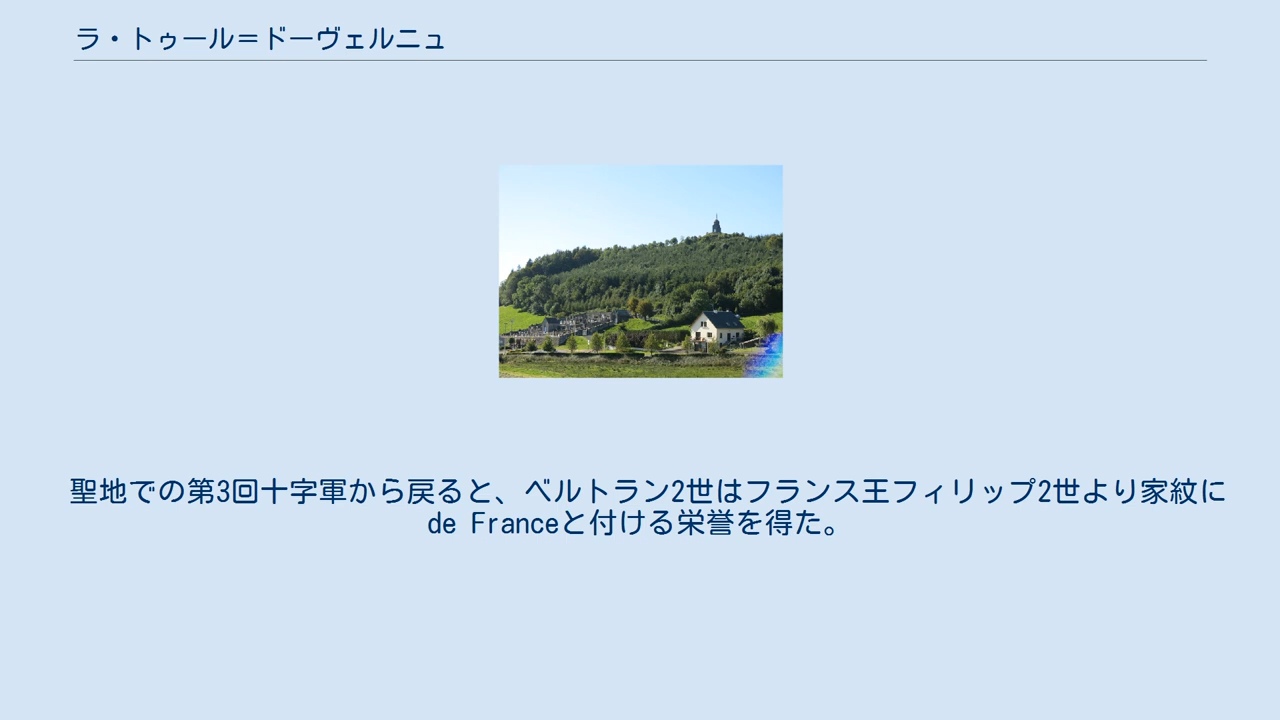 ラ・トゥール＝ドーヴェルニュ
聖地での第3回十字軍から戻ると、ベルトラン2世はフランス王フィリップ2世より家紋に
de Franceと付ける栄誉を得た。